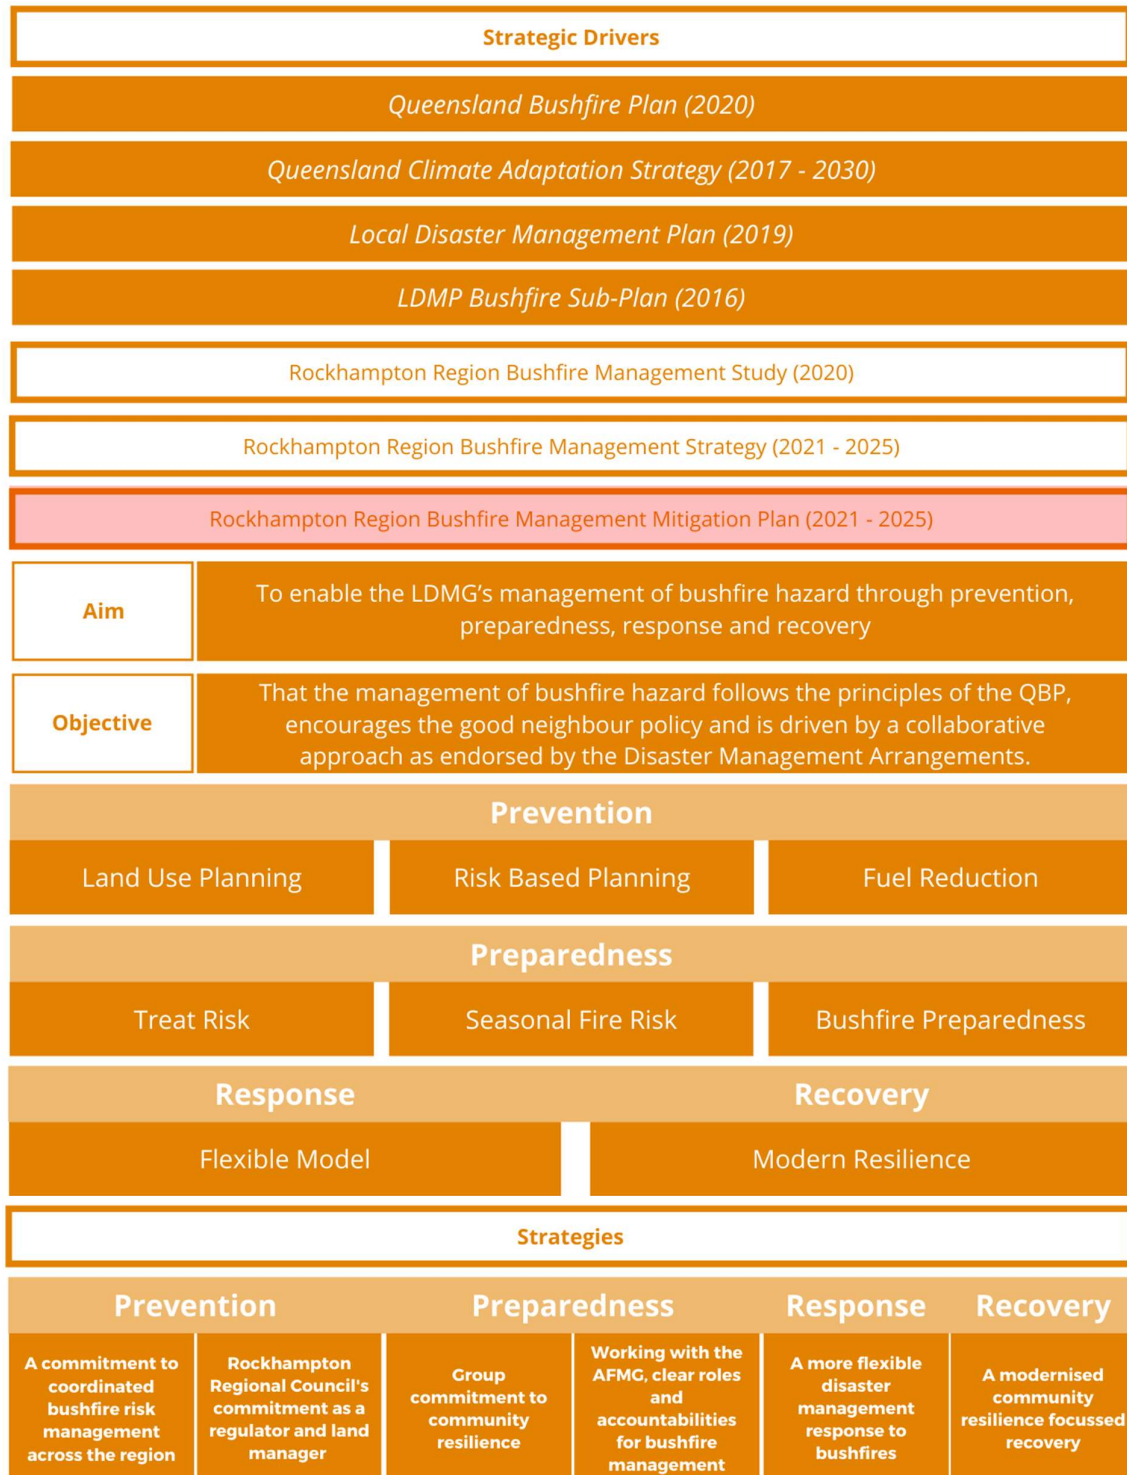 Strategic Drivers
Queensland Bushfire Plan (2020)
Queensland Climate Adaptation Strategy (2017 - 2030)
Local Disaster Management Plan (2019)
LDMP Bushfire Sub-Plan (2016)
Rockhampton Region Bushfire Management Study (2020)
Rockhampton Region Bushfire Management Strategy (2021 - 2025)
Rockhampton Region Bushfire Management Mitigation Plan (2021 - 2025)
Aim
To enable the LDMG's management of bushfire hazard through prevention,
preparedness, response and recovery
Objective
That the management of bushfire hazard follows the principles of the QBP,
encourages the good neighbour policy and is driven by a collaborative
approach as endorsed by the Disaster Management Arrangements.
Prevention
Land Use Planning
Risk Based Planning
Fuel Reduction
Preparedness
Treat Risk
Seasonal Fire Risk
Bushfire Preparedness
Response
Recovery
Flexible Model
Modern Resilience
Strategies
Prevention
Preparedness
Response
Recovery
A commitment to
coordinated
bushfire risk
management
across the region
Rockhampton
Regional Council's
commitment as a
regulator and land
manager
Group
commitment to
community
resilience
Working with the
AFMG, clear roles
and
accountabilities
for bushfire
management
A more flexible
disaster
management
response to
bushfires
A modernised
community
resilience focussed
recovery